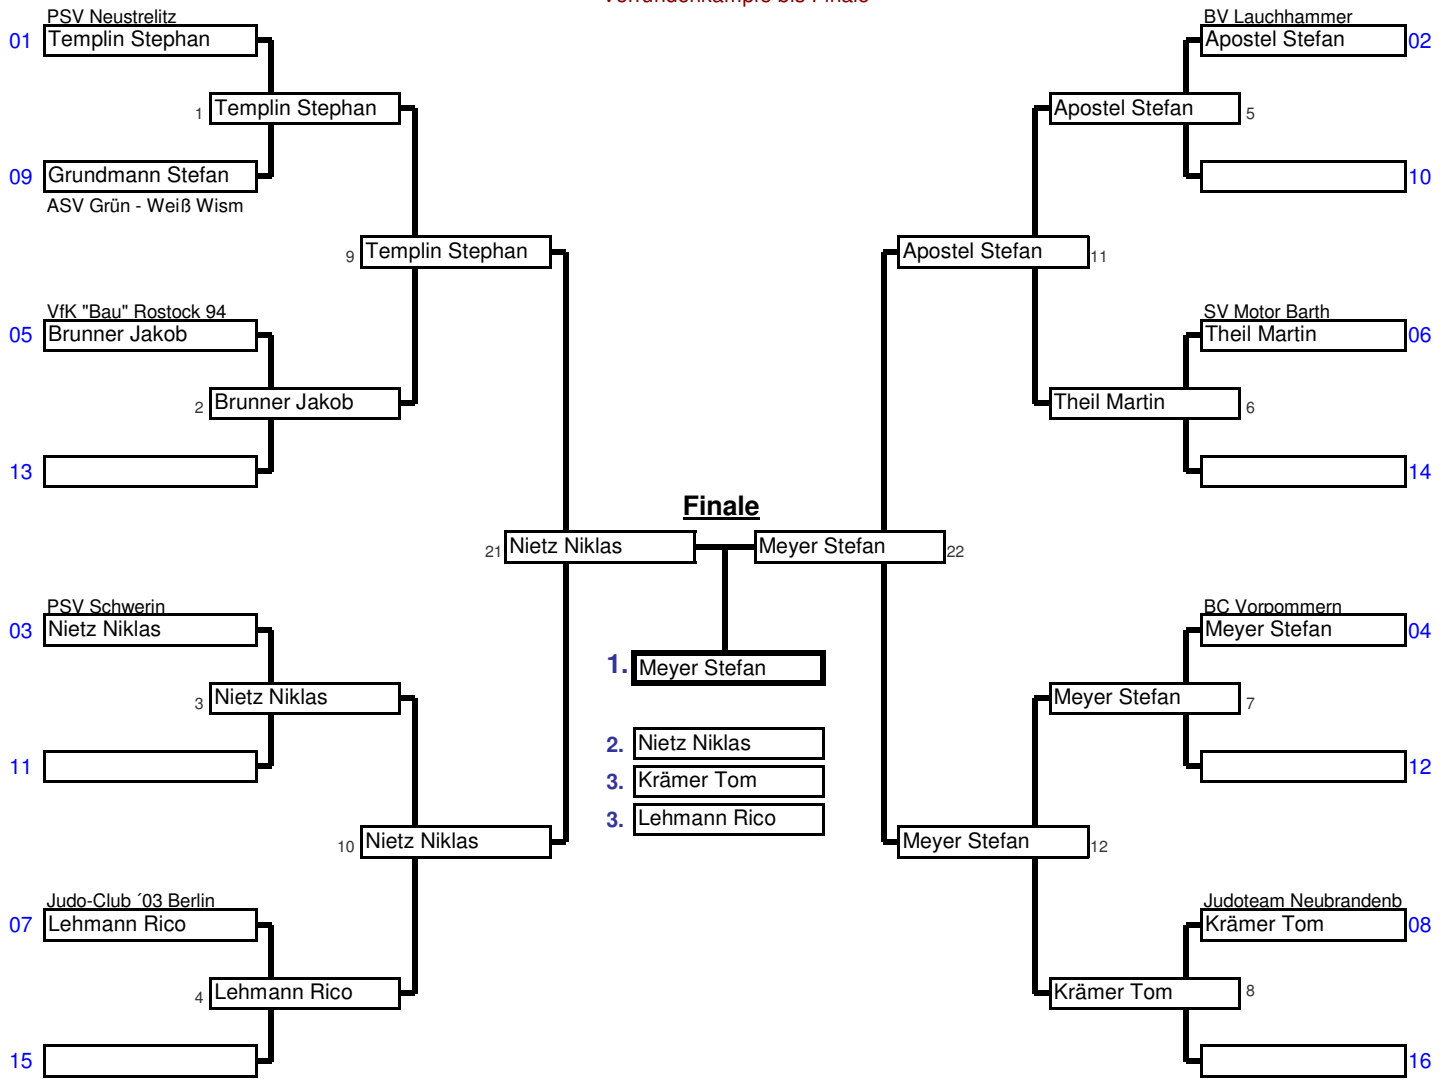 Vorrundenkämpfe bis Finale
PSV Neustrelitz
01 Templin Stephan
1 Templin Stephan
09 Grundmann Stefan
ASV Grün - Weiß Wism
9 Templin Stephan
VfK "Bau" Rostock 94
05 Brunner Jakob
2 Brunner Jakob
13
21 Nietz Niklas
PSV Schwerin
03 Nietz Niklas
3 Nietz Niklas
11
10 Nietz Niklas
Judo-Club ´03 Berlin
07 Lehmann Rico
4 Lehmann Rico
15
Finale
1. Meyer Stefan
2. Nietz Niklas
3. Krämer Tom
3. Lehmann Rico
BV Lauchhammer
Apostel Stefan 02
Apostel Stefan 5
10
Apostel Stefan 11
SV Motor Barth
Theil Martin 06
Theil Martin 6
14
Meyer Stefan 22
BC Vorpommern
Meyer Stefan 04
Meyer Stefan 7
12
Meyer Stefan 12
Judoteam Neubrandenb
Krämer Tom 08
Krämer Tom 8
16